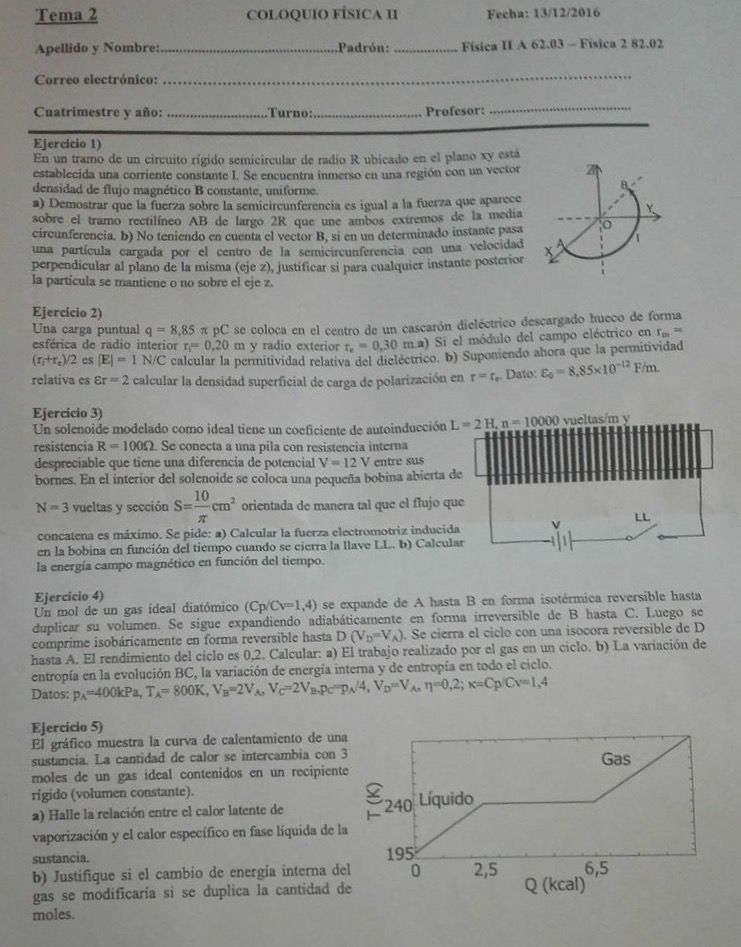 Tema 2 COLOQUIO FÍSICA II Fecha: 13/12/2016
Apellido y Nombre:..........................................Padrón: ................ Física II A 62.03 – Física 2 82.02
Correo electrónico: ..........................................................................................
Cuatrimestre y año: .........................Turno:........................... Profesor: ...................................
Ejercicio 1)
En un tramo de un circuito rígido semicircular de radio R ubicado en el plano xy está
establecida una corriente constante I. Se encuentra inmerso en una región con un vector
densidad de flujo magnético B constante, uniforme.
a) Demostrar que la fuerza sobre la semicircunferencia es igual a la fuerza que aparece
sobre el tramo rectilíneo AB de largo 2R que une ambos extremos de la media
circunferencia. b) No teniendo en cuenta el vector B, si en un determinado instante pasa
una partícula cargada por el centro de la semicircunferencia con una velocidad
perpendicular al plano de la misma (eje z), justificar si para cualquier instante posterior
la partícula se mantiene o no sobre el eje z.
Z
B
Y
O
A
X
I
Ejercicio 2)
Una carga puntual q = 8,85 π pC se coloca en el centro de un cascarón dieléctrico descargado hueco de forma
esférica de radio interior rᵢ= 0,20 m y radio exterior rₑ = 0,30 m.a) Si el módulo del campo eléctrico en rₘ =
(rᵢ+rₑ)/2 es |E| = 1 N/C calcular la permitividad relativa del dieléctrico. b) Suponiendo ahora que la permitividad
relativa es εr = 2 calcular la densidad superficial de carga de polarización en r = rₑ. Dato: ε₀ = 8,85×10⁻¹² F/m.
Ejercicio 3)
Un solenoide modelado como ideal tiene un coeficiente de autoinducción L = 2 H, n = 10000 vueltas/m y
resistencia R = 100Ω. Se conecta a una pila con resistencia interna
despreciable que tiene una diferencia de potencial V = 12 V entre sus
bornes. En el interior del solenoide se coloca una pequeña bobina abierta de
N = 3 vueltas y sección S=10/π cm² orientada de manera tal que el flujo que
concatena es máximo. Se pide: a) Calcular la fuerza electromotriz inducida
en la bobina en función del tiempo cuando se cierra la llave LL. b) Calcular
la energía campo magnético en función del tiempo.
V LL
Ejercicio 4)
Un mol de un gas ideal diatómico (Cp/Cv=1,4) se expande de A hasta B en forma isotérmica reversible hasta
duplicar su volumen. Se sigue expandiendo adiabáticamente en forma irreversible de B hasta C. Luego se
comprime isobáricamente en forma reversible hasta D (V_D=V_A). Se cierra el ciclo con una isocora reversible de D
hasta A. El rendimiento del ciclo es 0,2. Calcular: a) El trabajo realizado por el gas en un ciclo. b) La variación de
entropía en la evolución BC, la variación de energía interna y de entropía en todo el ciclo.
Datos: p_A=400kPa, T_A= 800K, V_B=2V_A, V_C=2V_B,p_C=p_A/4, V_D=V_A, η=0,2; κ=Cp/Cv=1,4
Ejercicio 5)
El gráfico muestra la curva de calentamiento de una
sustancia. La cantidad de calor se intercambia con 3
moles de un gas ideal contenidos en un recipiente
rígido (volumen constante).
a) Halle la relación entre el calor latente de
vaporización y el calor específico en fase líquida de la
sustancia.
b) Justifique si el cambio de energía interna del
gas se modificaría si se duplica la cantidad de
moles.
Gas
T (K)
240 Líquido
195
0 2,5 6,5
Q (kcal)